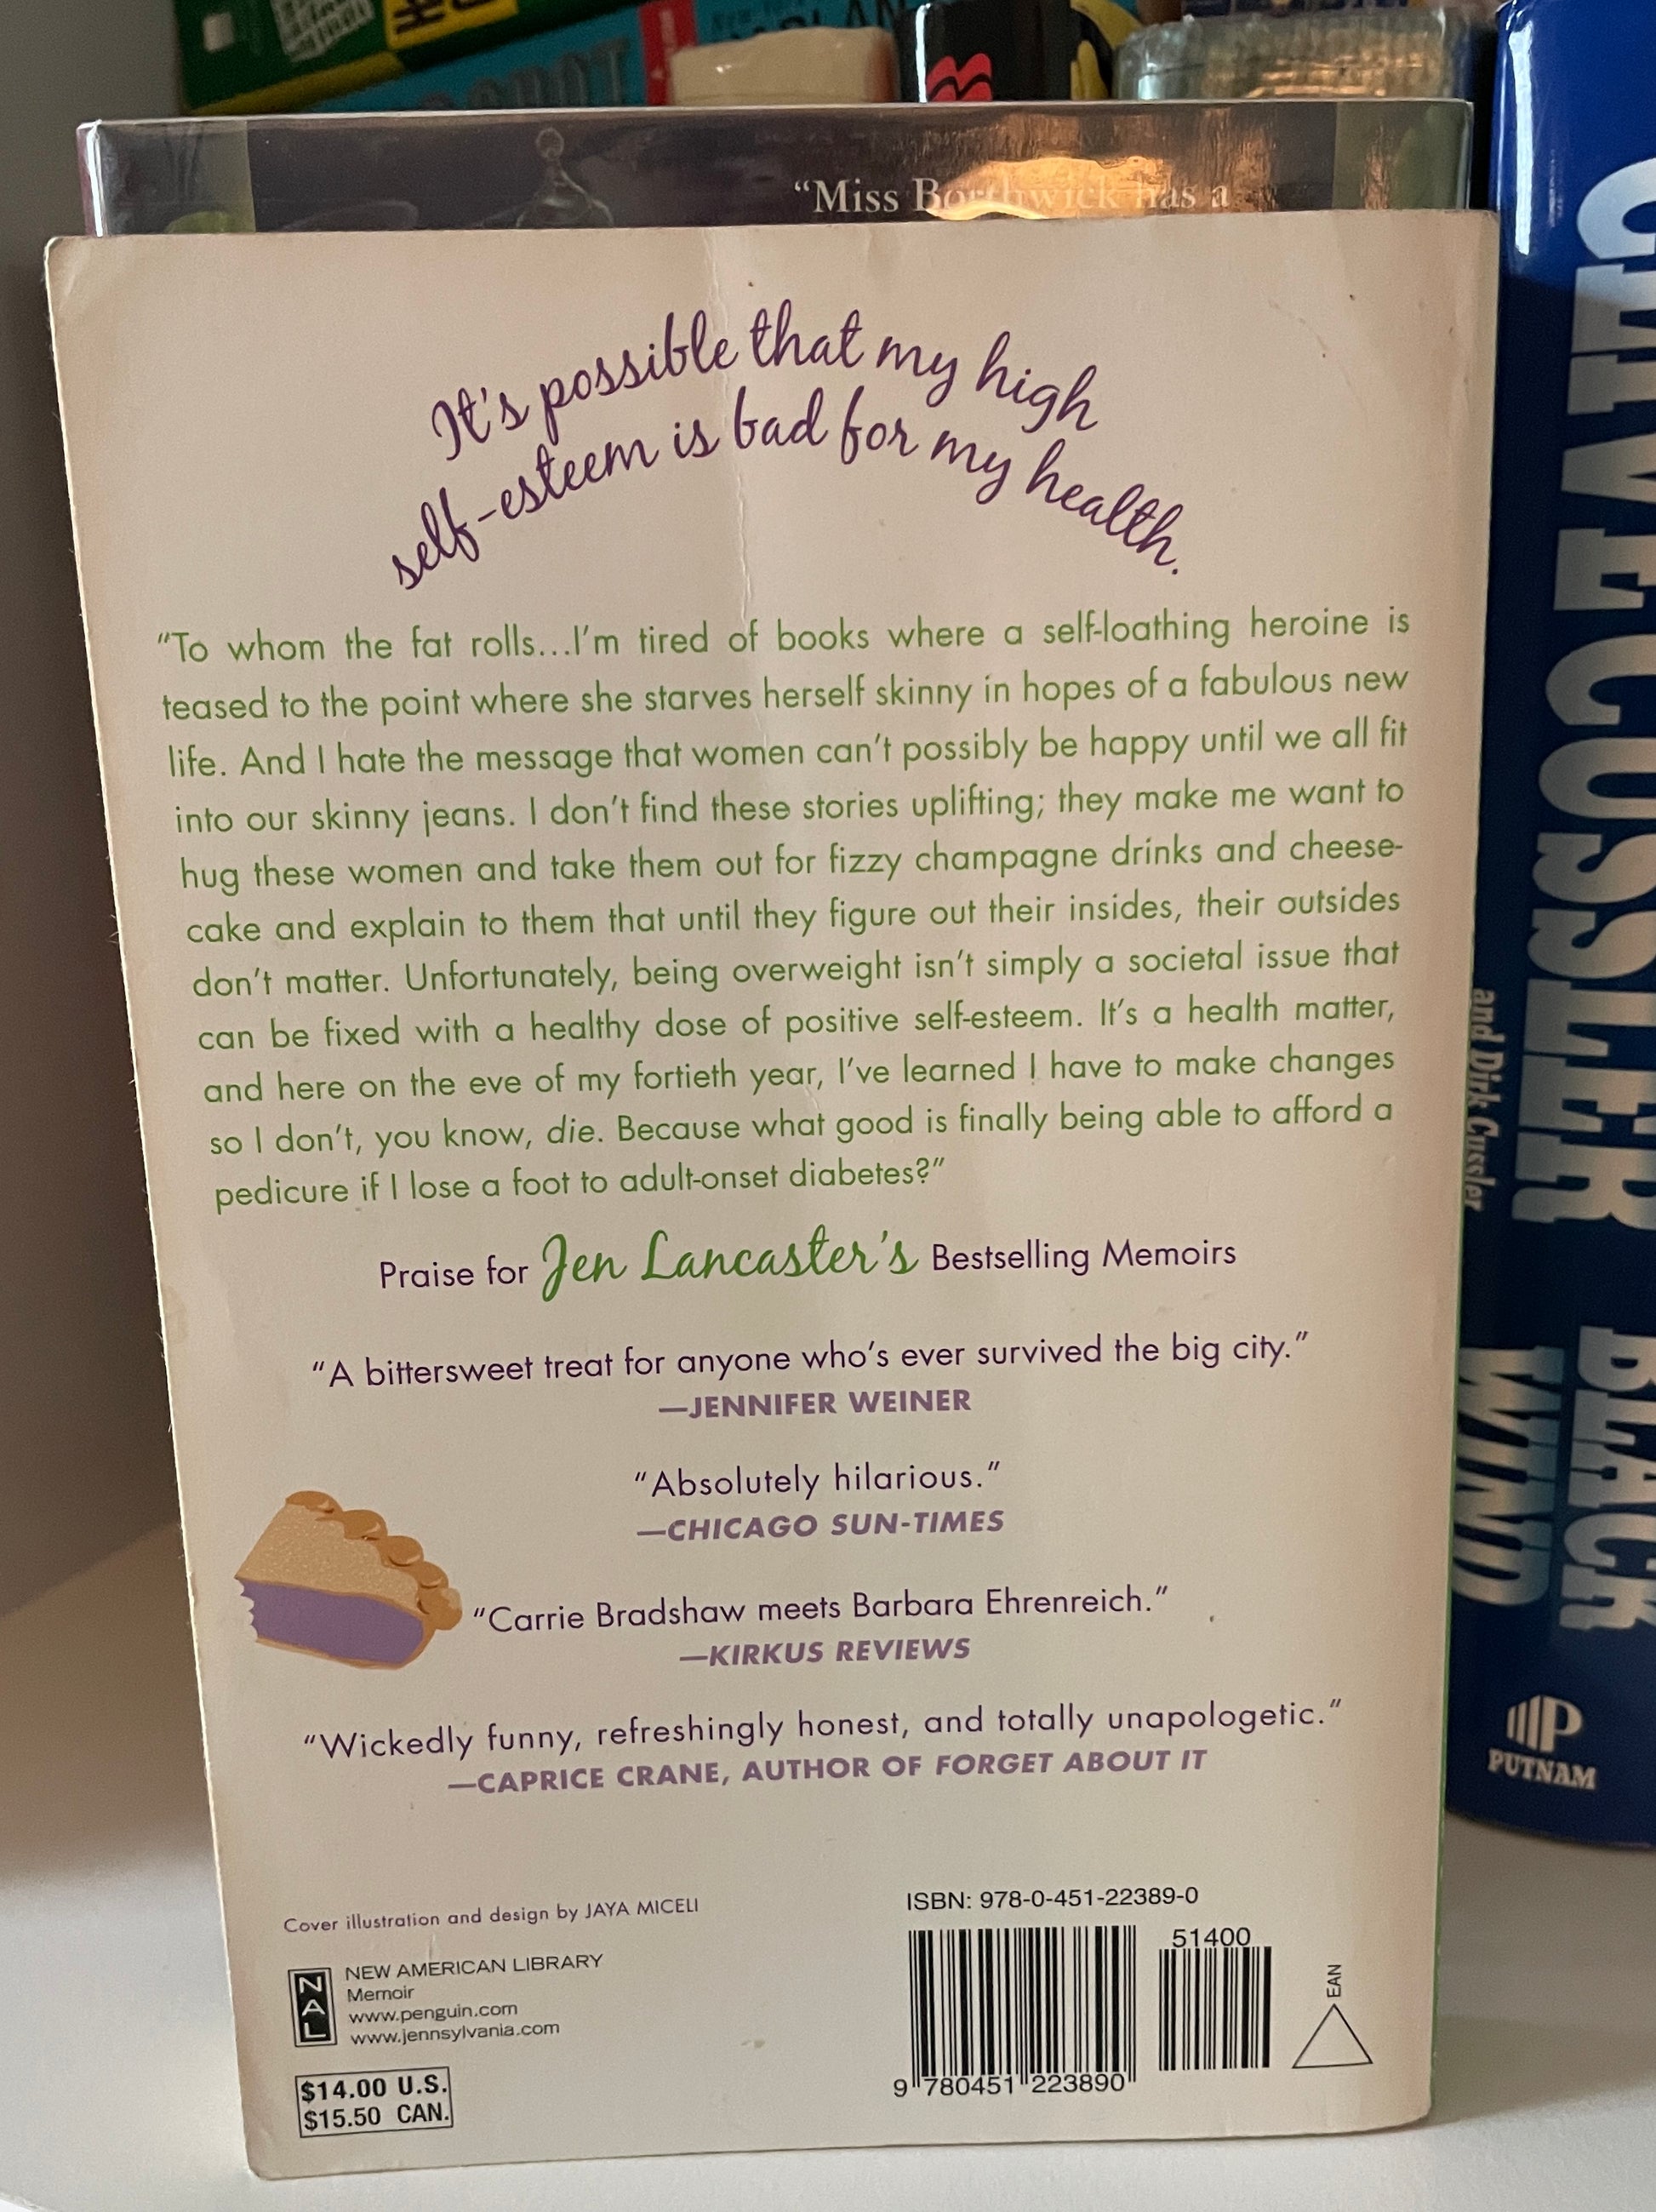 "Miss Borthwick has a
It's possible that my high
self-esteem is bad for my health.
"To whom the fat rolls...I'm tired of books where a self-loathing heroine is
teased to the point where she starves herself skinny in hopes of a fabulous new
life. And I hate the message that women can't possibly be happy until we all fit
into our skinny jeans. I don't find these stories uplifting; they make me want to
hug these women and take them out for fizzy champagne drinks and cheese-
cake and explain to them that until they figure out their insides, their outsides
don't matter. Unfortunately, being overweight isn't simply a societal issue that
can be fixed with a healthy dose of positive self-esteem. It's a health matter,
and here on the eve of my fortieth year, I've learned I have to make changes
so I don't, you know, die. Because what good is finally being able to afford a
pedicure if I lose a foot to adult-onset diabetes?"
Praise for Jen Lancaster's Bestselling Memoirs
"A bittersweet treat for anyone who's ever survived the big city."
—JENNIFER WEINER
"Absolutely hilarious."
—CHICAGO SUN-TIMES
"Carrie Bradshaw meets Barbara Ehrenreich."
—KIRKUS REVIEWS
"Wickedly funny, refreshingly honest, and totally unapologetic."
—CAPRICE CRANE, AUTHOR OF FORGET ABOUT IT
Cover illustration and design by JAYA MICELI
NAL
NEW AMERICAN LIBRARY
Memoir
www.penguin.com
www.jennsylvania.com
$14.00 U.S.
$15.50 CAN.
ISBN: 978-0-451-22389-0
51400
9 780451 223890
EAN
CLIVE CUSSLER
and Dirk Cussler
BLACK
WIND
PUTNAM